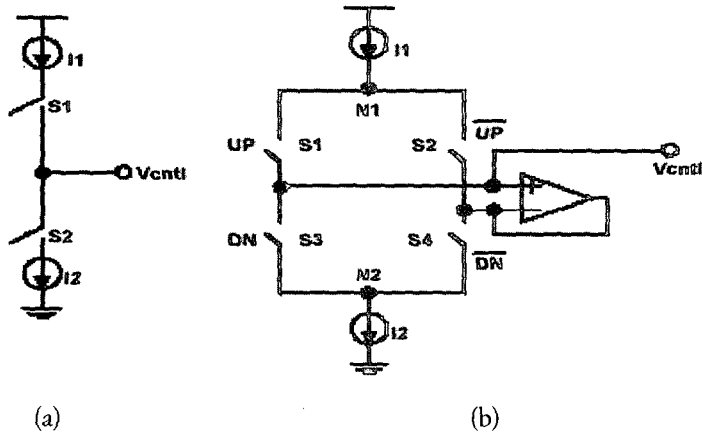 I1
S1
Vcntl
S2
I2
(a)
I1
N1
UP
S1
S2
UP
Vcntl
DN
S3
S4
DN
N2
I2
(b)